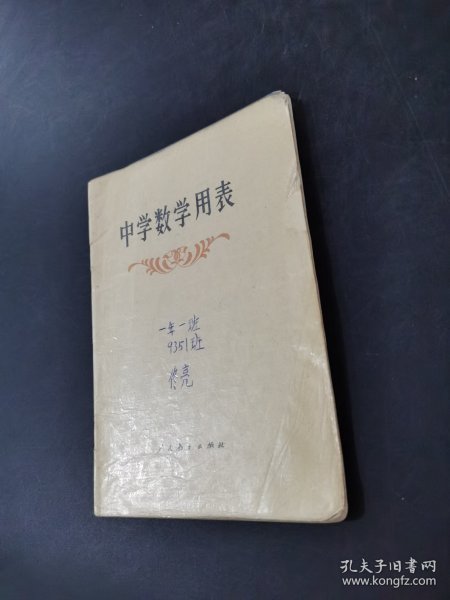 中学数学用表
一年一班
9351班
人民教育出版社
孔夫子旧书网
www.kongfz.com